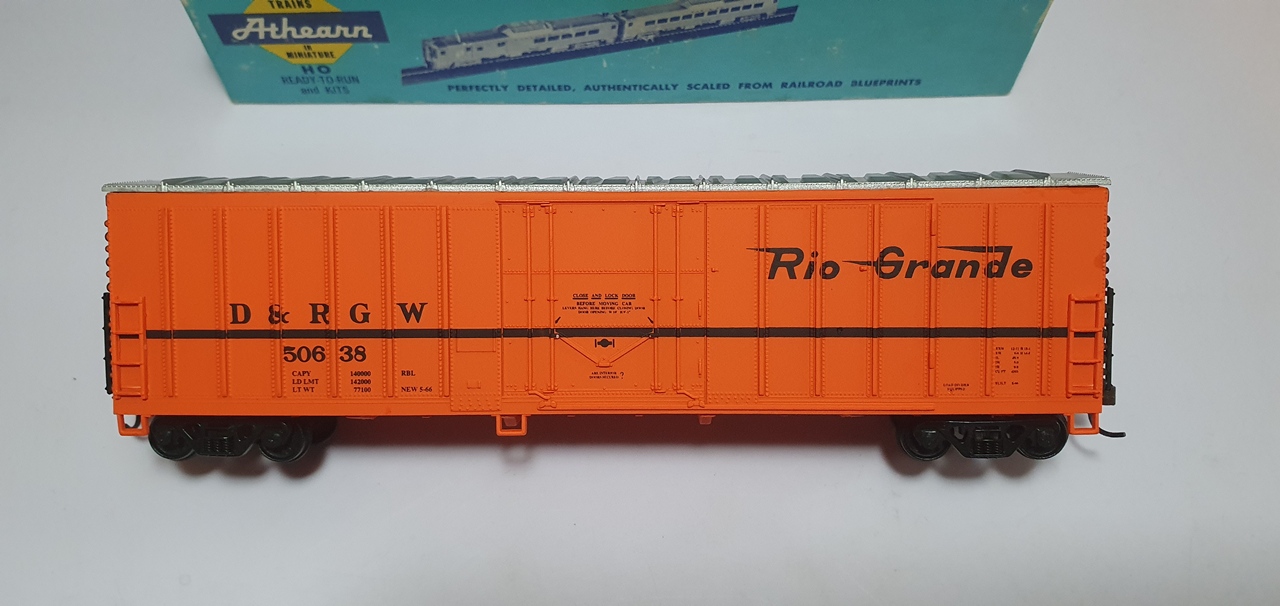 TRAINS
Athearn
in
MINIATURE
HO
READY-TO-RUN
and KITS
PERFECTLY DETAILED, AUTHENTICALLY SCALED FROM RAILROAD BLUEPRINTS
Rio Grande
D & R G W
50638
CAPY 140000 RBL
LD LMT 142000
LT WT 77100 NEW 5-66
CLOSE AND LOCK DOOR
BEFORE MOVING CAR